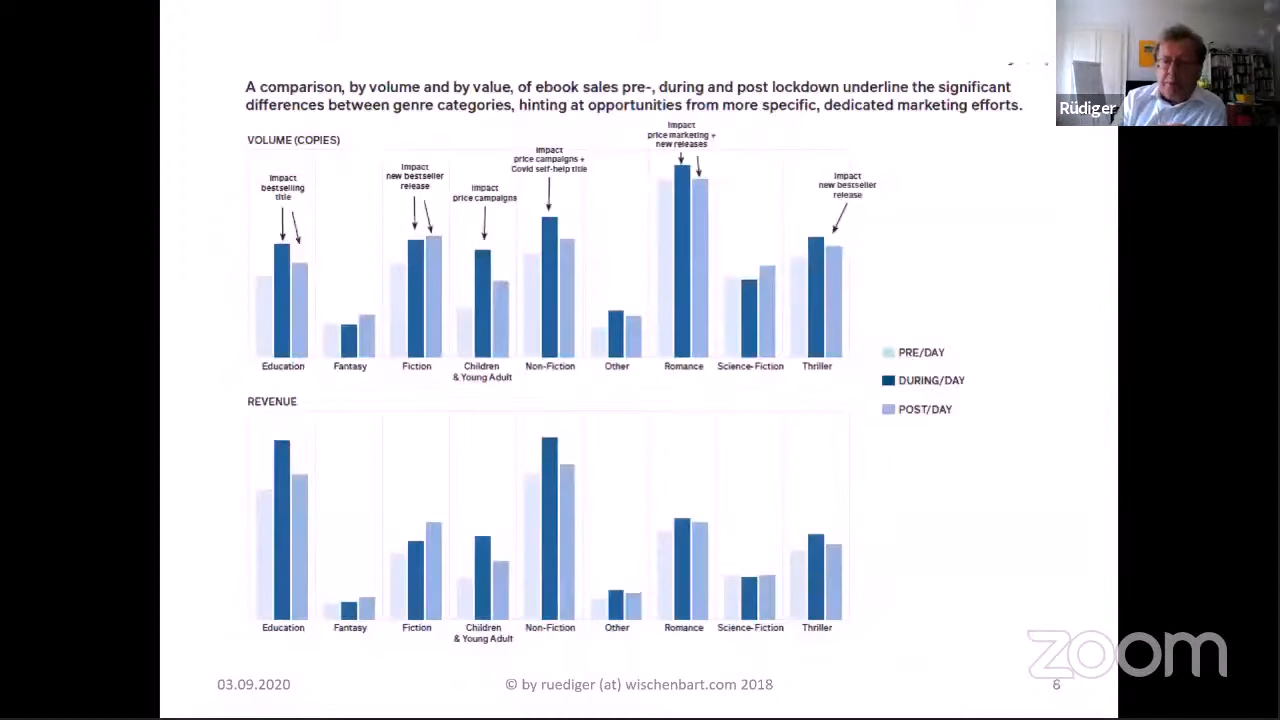 A comparison, by volume and by value, of ebook sales pre-, during and post lockdown underline the significant
differences between genre categories, hinting at opportunities from more specific, dedicated marketing efforts.
Rüdiger
VOLUME (COPIES)
Impact
bestselling
title
Impact
new bestseller
release
Impact
price campaigns
Impact
price campaigns +
Covid self-help title
Impact
price marketing +
new releases
Impact
new bestseller
release
Education
Fantasy
Fiction
Children
& Young Adult
Non-Fiction
Other
Romance
Science-Fiction
Thriller
PRE/DAY
DURING/DAY
POST/DAY
REVENUE
Education
Fantasy
Fiction
Children
& Young Adult
Non-Fiction
Other
Romance
Science-Fiction
Thriller
zoom
03.09.2020
© by ruediger (at) wischenbart.com 2018
6